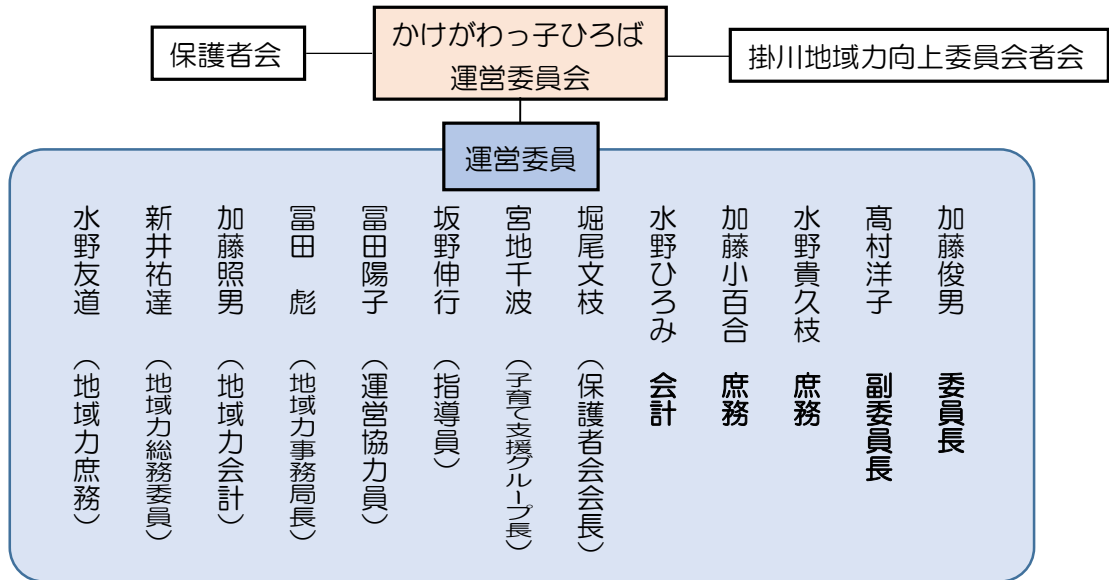 保護者会
かけがわっ子ひろば
運営委員会
掛川地域力向上委員会者会
運営委員
加藤俊男　委員長
髙村洋子　副委員長
水野貴久枝　庶務
加藤小百合　庶務
水野ひろみ　会計
堀尾文枝　（保護者会会長）
宮地千波　（子育て支援グループ長）
坂野伸行　（指導員）
冨田陽子　（運営協力員）
冨田　彪　（地域力事務局長）
加藤照男　（地域力会計）
新井祐達　（地域力総務委員）
水野友道　（地域力庶務）